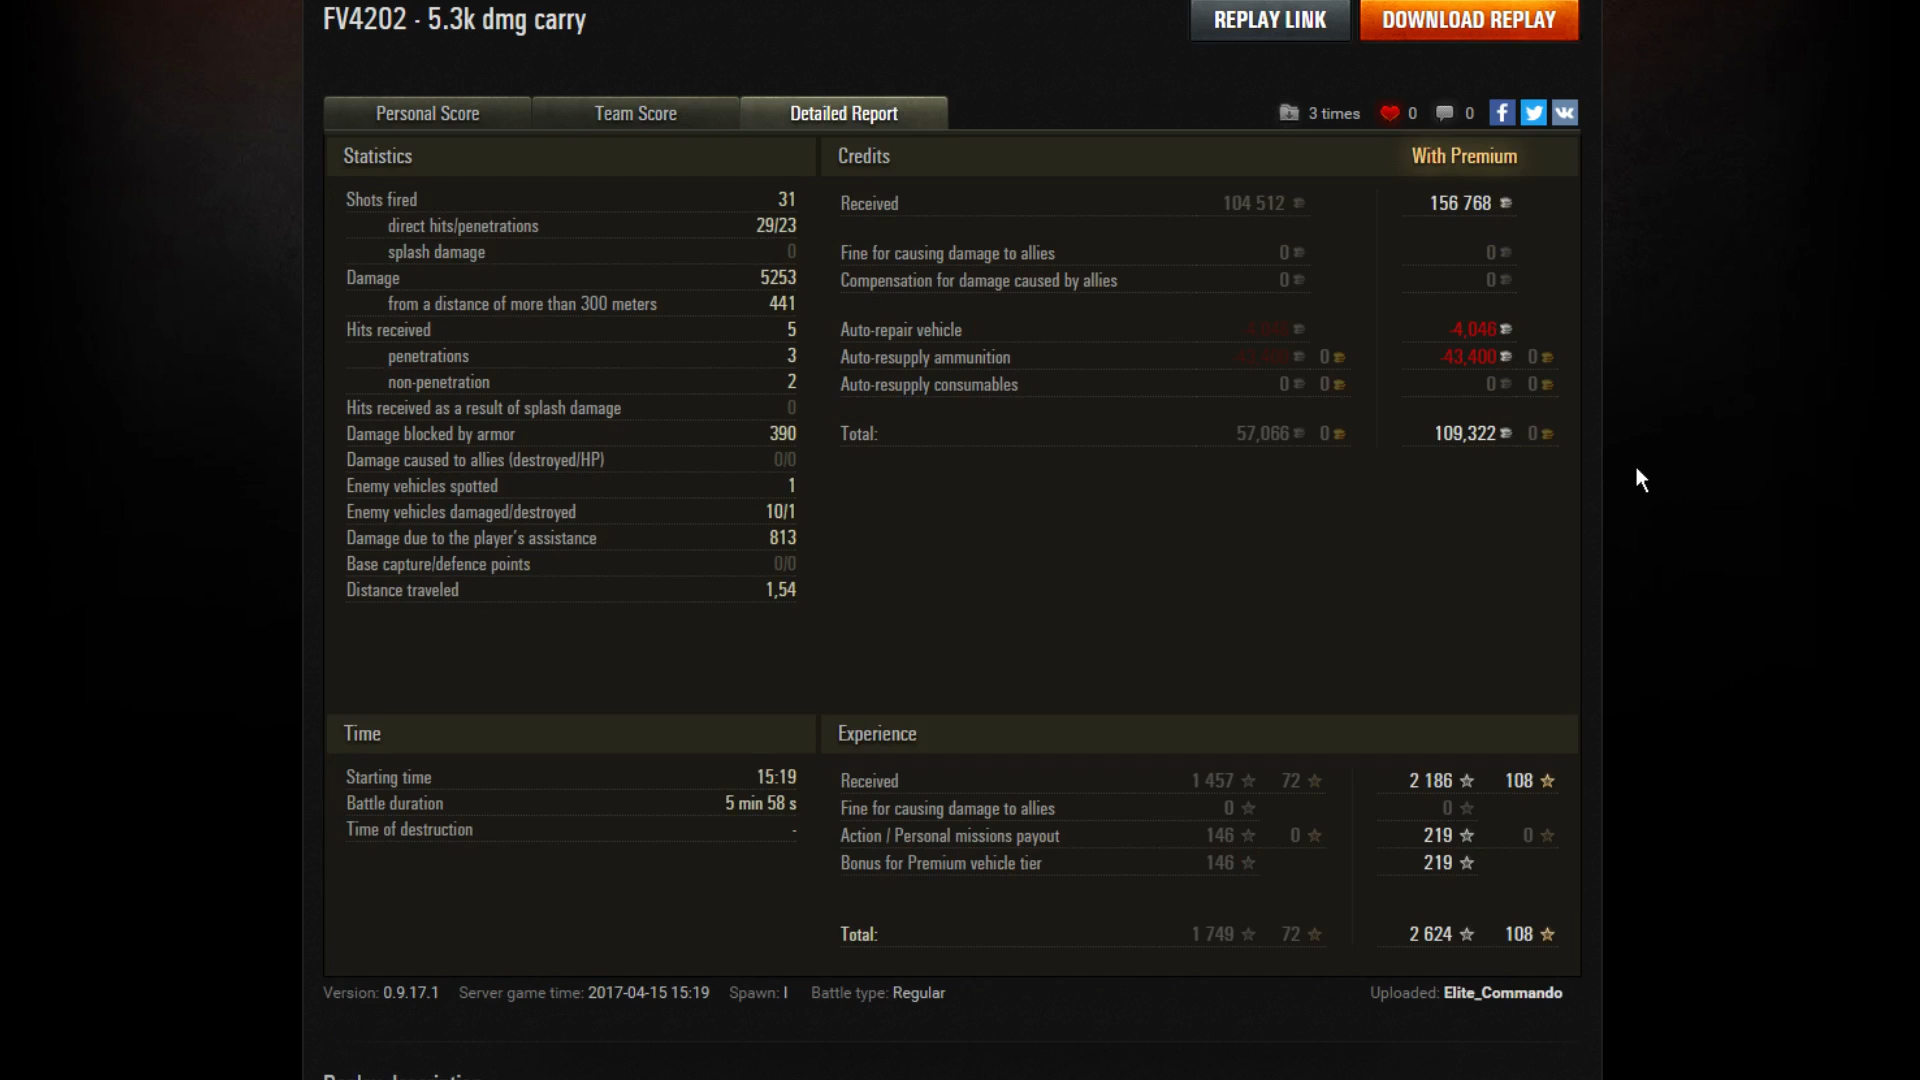 FV4202 - 5.3k dmg carry
REPLAY LINK
DOWNLOAD REPLAY
Personal Score
Team Score
Detailed Report
3 times
0
0
Statistics
Shots fired 31
direct hits/penetrations 29/23
splash damage 0
Damage 5253
from a distance of more than 300 meters 441
Hits received 5
penetrations 3
non-penetration 2
Hits received as a result of splash damage 0
Damage blocked by armor 390
Damage caused to allies (destroyed/HP) 0/0
Enemy vehicles spotted 1
Enemy vehicles damaged/destroyed 10/1
Damage due to the player's assistance 813
Base capture/defence points 0/0
Distance traveled 1,54
Credits With Premium
Received 104 512 156 768
Fine for causing damage to allies 0 0
Compensation for damage caused by allies 0 0
Auto-repair vehicle -4,046 -4,046
Auto-resupply ammunition -43,400 0 -43,400 0
Auto-resupply consumables 0 0 0 0
Total: 57,066 0 109,322 0
Time
Starting time 15:19
Battle duration 5 min 58 s
Time of destruction -
Experience
Received 1 457 72 2 186 108
Fine for causing damage to allies 0 0
Action / Personal missions payout 146 0 219 0
Bonus for Premium vehicle tier 146 219
Total: 1 749 72 2 624 108
Version: 0.9.17.1 Server game time: 2017-04-15 15:19 Spawn: I Battle type: Regular Uploaded: Elite_Commando